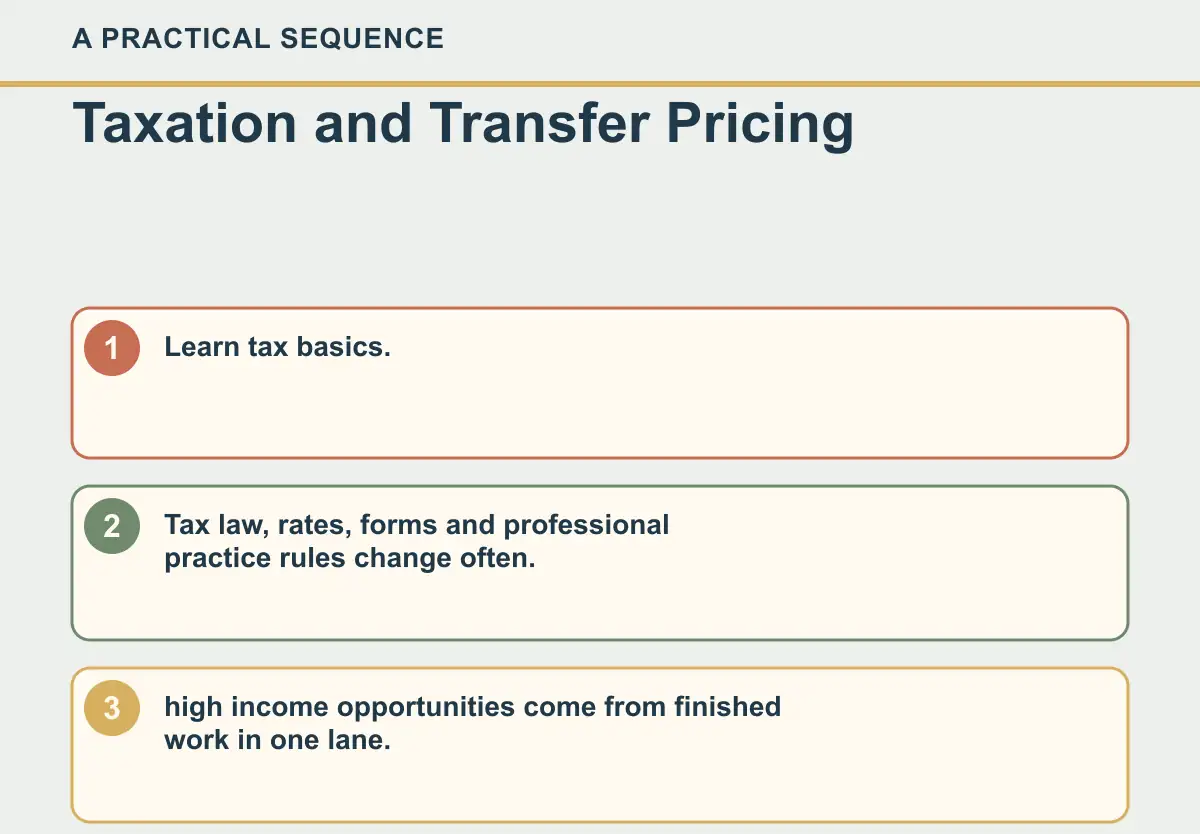 A PRACTICAL SEQUENCE
Taxation and Transfer Pricing
1
Learn tax basics.
2
Tax law, rates, forms and professional
practice rules change often.
3
high income opportunities come from finished
work in one lane.